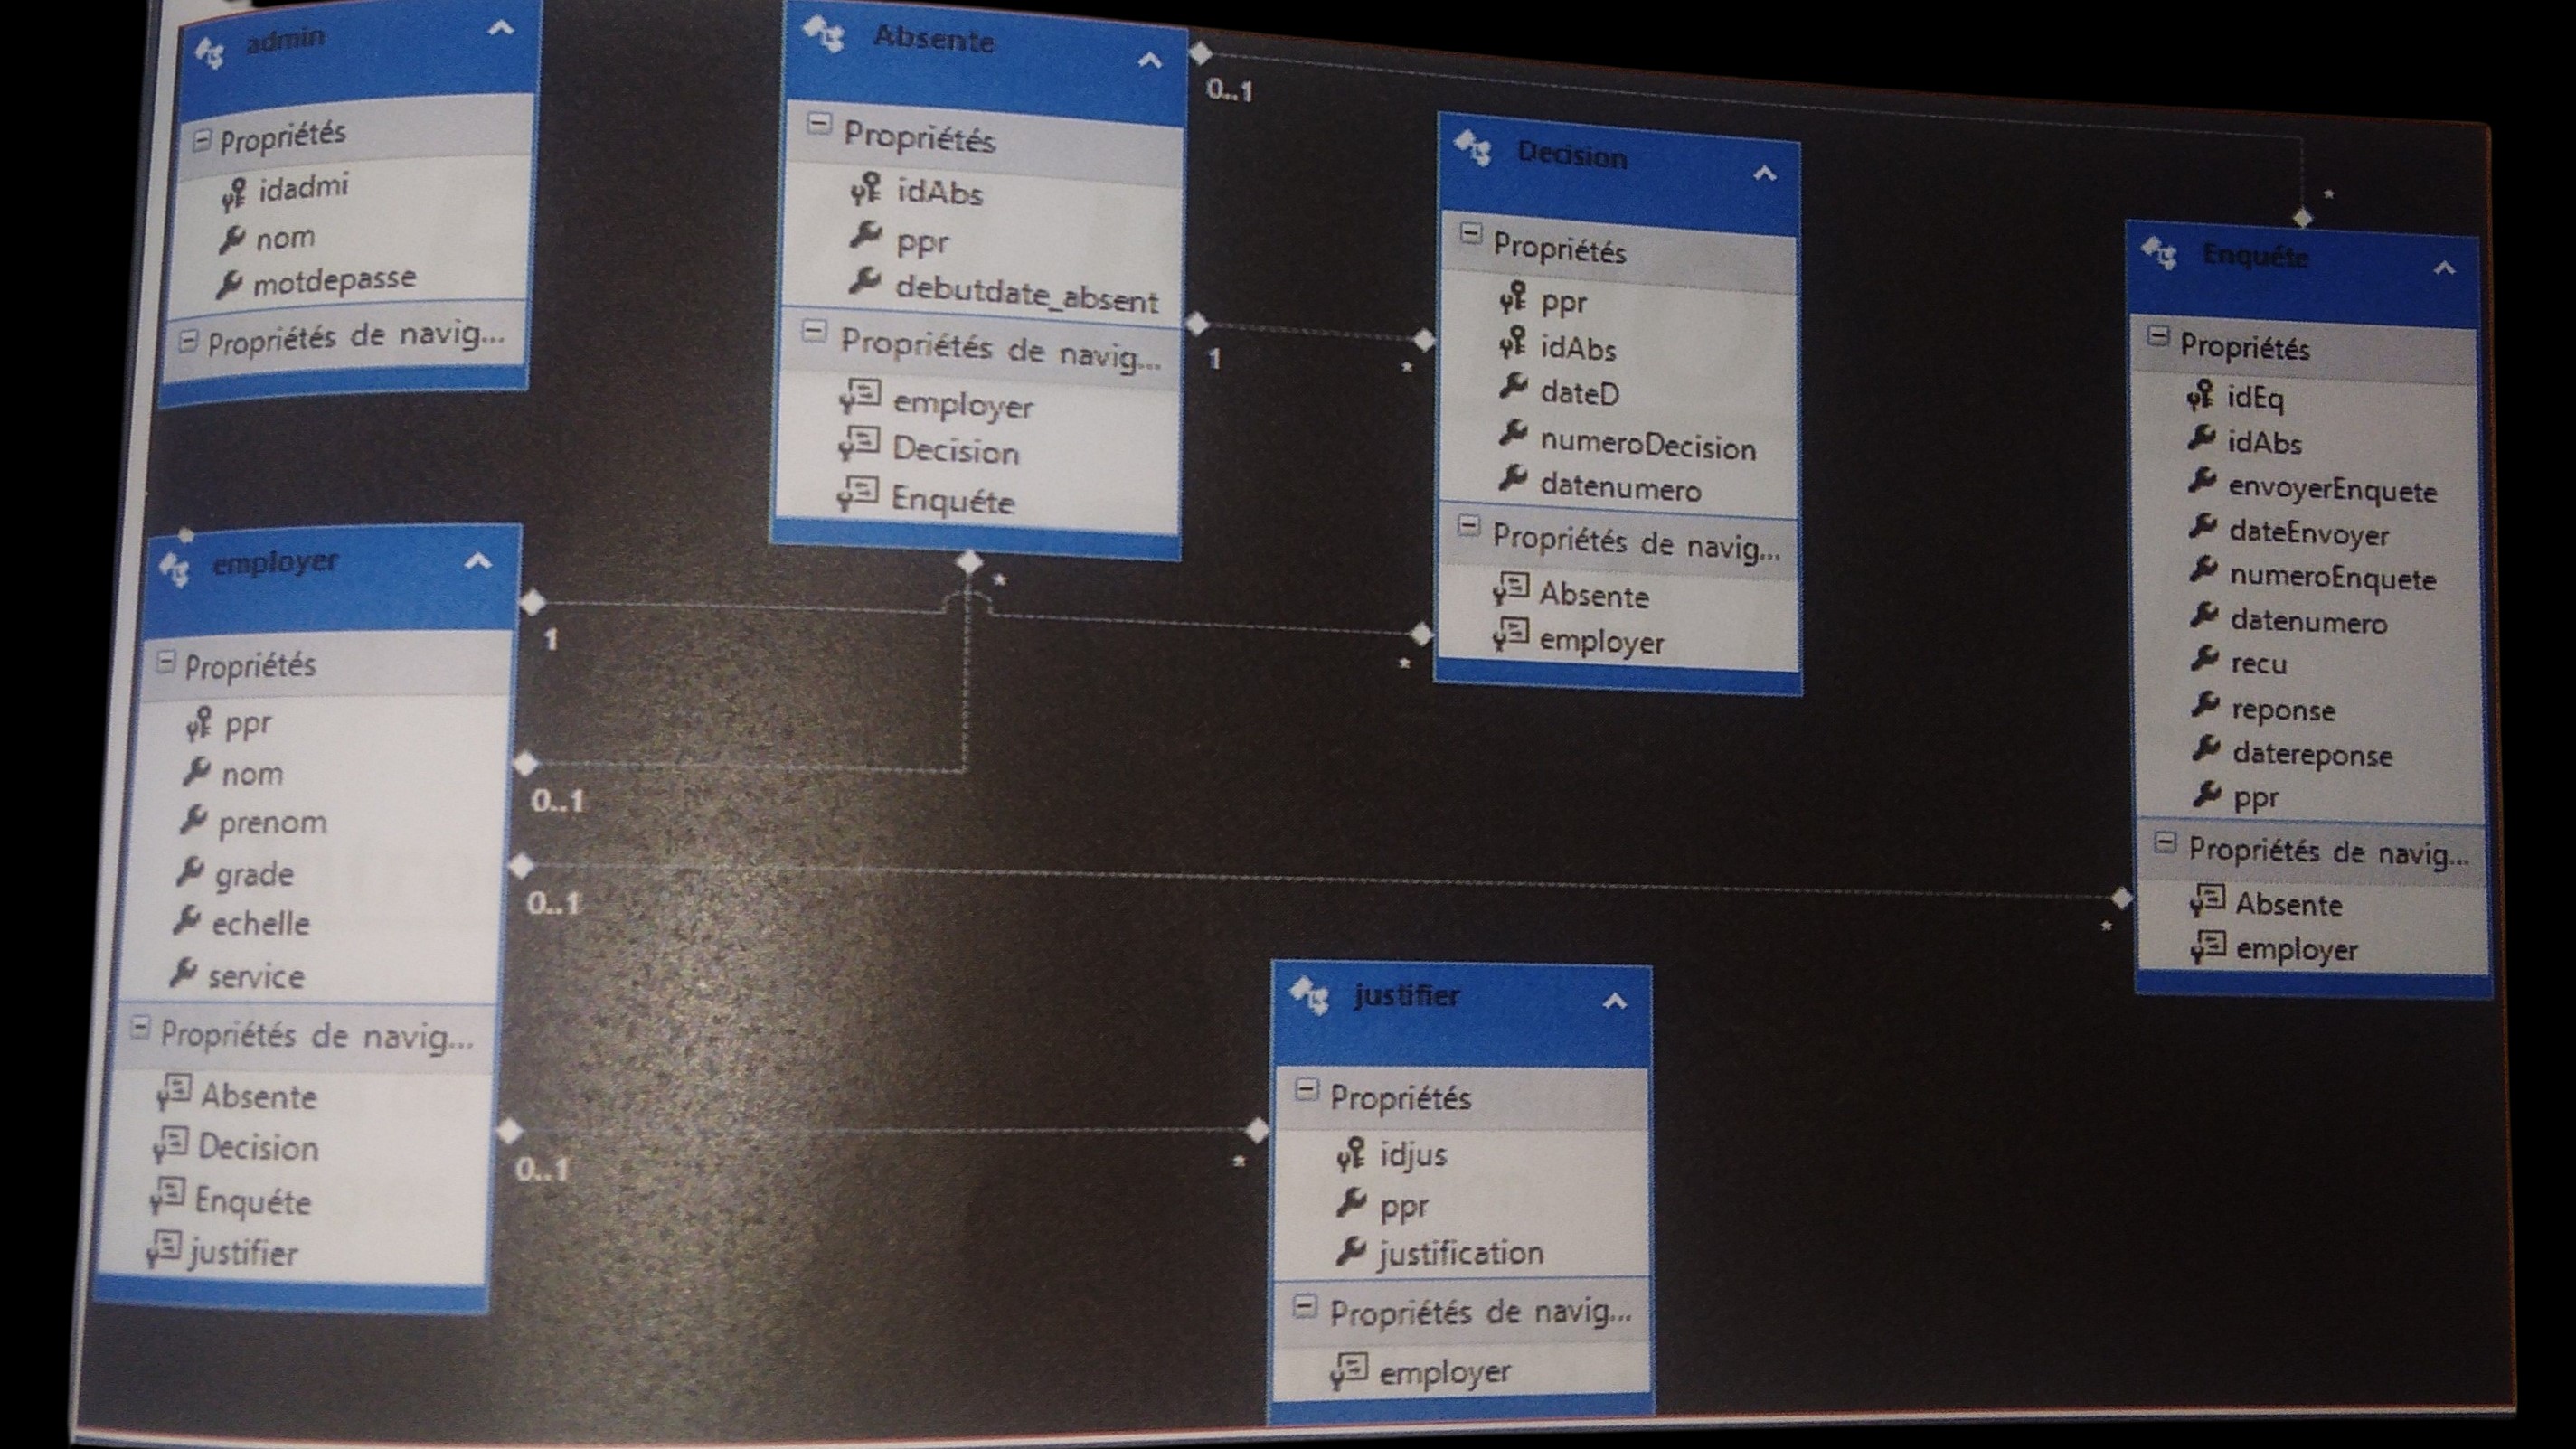 admin
Propriétés
idadmi
nom
motdepasse
Propriétés de navig...
Absente
Propriétés
idAbs
ppr
debutdate_absent
Propriétés de navig...
employer
Decision
Enquéte
0..1
*
1
*
*
Decision
Propriétés
ppr
idAbs
dateD
numeroDecision
datenumero
Propriétés de navig...
Absente
employer
Enquéte
Propriétés
idEq
idAbs
envoyerEnquete
dateEnvoyer
numeroEnquete
datenumero
recu
reponse
datereponse
ppr
Propriétés de navig...
Absente
employer
employer
Propriétés
ppr
nom
prenom
grade
echelle
service
Propriétés de navig...
Absente
Decision
Enquéte
justifier
1
*
0..1
0..1
*
0..1
*
justifier
Propriétés
idjus
ppr
justification
Propriétés de navig...
employer